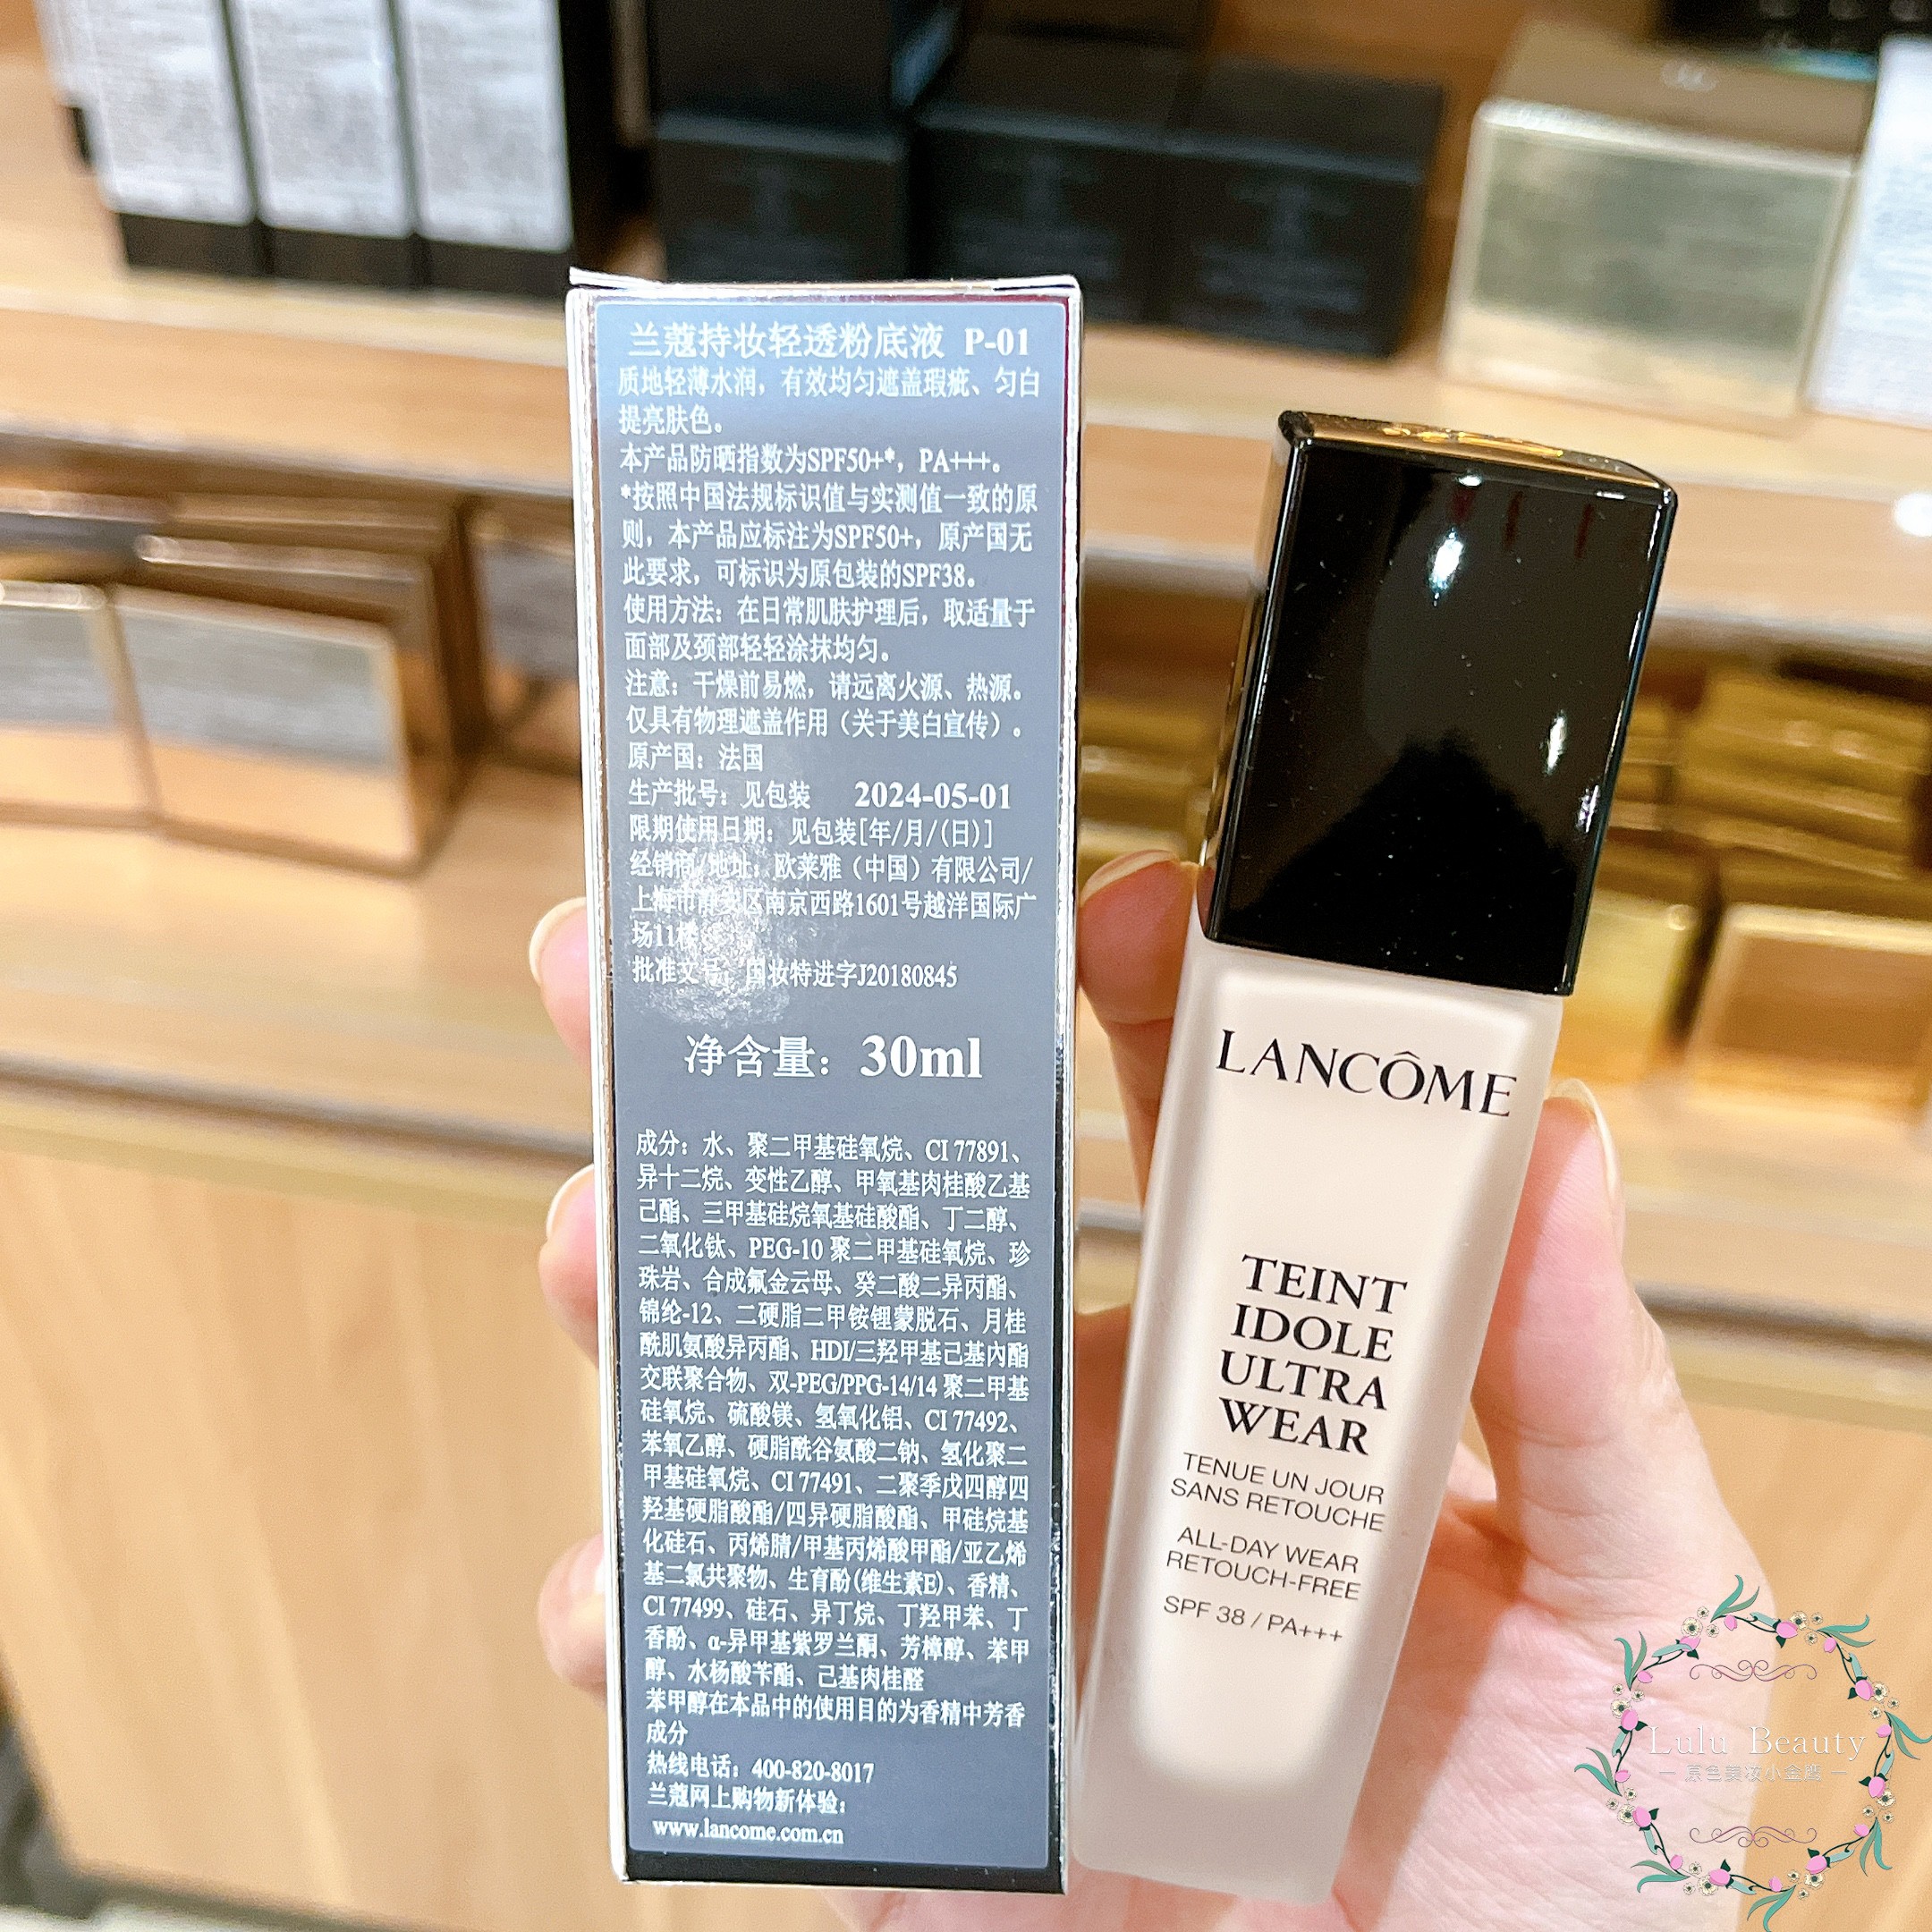 兰蔻持妆轻透粉底液 P-01
质地轻薄水润，有效均匀遮盖瑕疵、匀白
提亮肤色。
本产品防晒指数为SPF50+*，PA+++。
*按照中国法规标识值与实测值一致的原
则，本产品应标注为SPF50+，原产国无
此要求，可标识为原包装的SPF38。
使用方法：在日常肌肤护理后，取适量于
面部及颈部轻轻涂抹均匀。
注意：干燥前易燃，请远离火源、热源。
仅具有物理遮盖作用（关于美白宣传）。
原产国：法国
生产批号：见包装 2024-05-01
限期使用日期：见包装[年/月/(日)]
经销商/地址：欧莱雅（中国）有限公司/
上海市静安区南京西路1601号越洋国际广
场11楼
批准文号：国妆特进字J20180845
净含量：30ml
成分：水、聚二甲基硅氧烷、CI 77891、
异十二烷、变性乙醇、甲氧基肉桂酸乙基
己酯、三甲基硅烷氧基硅酸酯、丁二醇、
二氧化钛、PEG-10 聚二甲基硅氧烷、珍
珠岩、合成氟金云母、癸二酸二异丙酯、
锦纶-12、二硬脂二甲铵锂蒙脱石、月桂
酰肌氨酸异丙酯、HDI/三羟甲基己基内酯
交联聚合物、双-PEG/PPG-14/14 聚二甲基
硅氧烷、硫酸镁、氢氧化铝、CI 77492、
苯氧乙醇、硬脂酰谷氨酸二钠、氢化聚二
甲基硅氧烷、CI 77491、二聚季戊四醇四
羟基硬脂酸酯/四异硬脂酸酯、甲硅烷基
化硅石、丙烯腈/甲基丙烯酸甲酯/亚乙烯
基二氯共聚物、生育酚(维生素E)、香精、
CI 77499、硅石、异丁烷、丁羟甲苯、丁
香酚、α-异甲基紫罗兰酮、芳樟醇、苯甲
醇、水杨酸苄酯、己基肉桂醛
苯甲醇在本品中的使用目的为香精中芳香
成分
热线电话：400-820-8017
兰蔻网上购物新体验：
www.lancome.com.cn
LANCÔME
TEINT
IDOLE
ULTRA
WEAR
TENUE UN JOUR
SANS RETOUCHE
ALL-DAY WEAR
RETOUCH-FREE
SPF 38 / PA+++
Lulu Beauty
原色美妆小金鹰